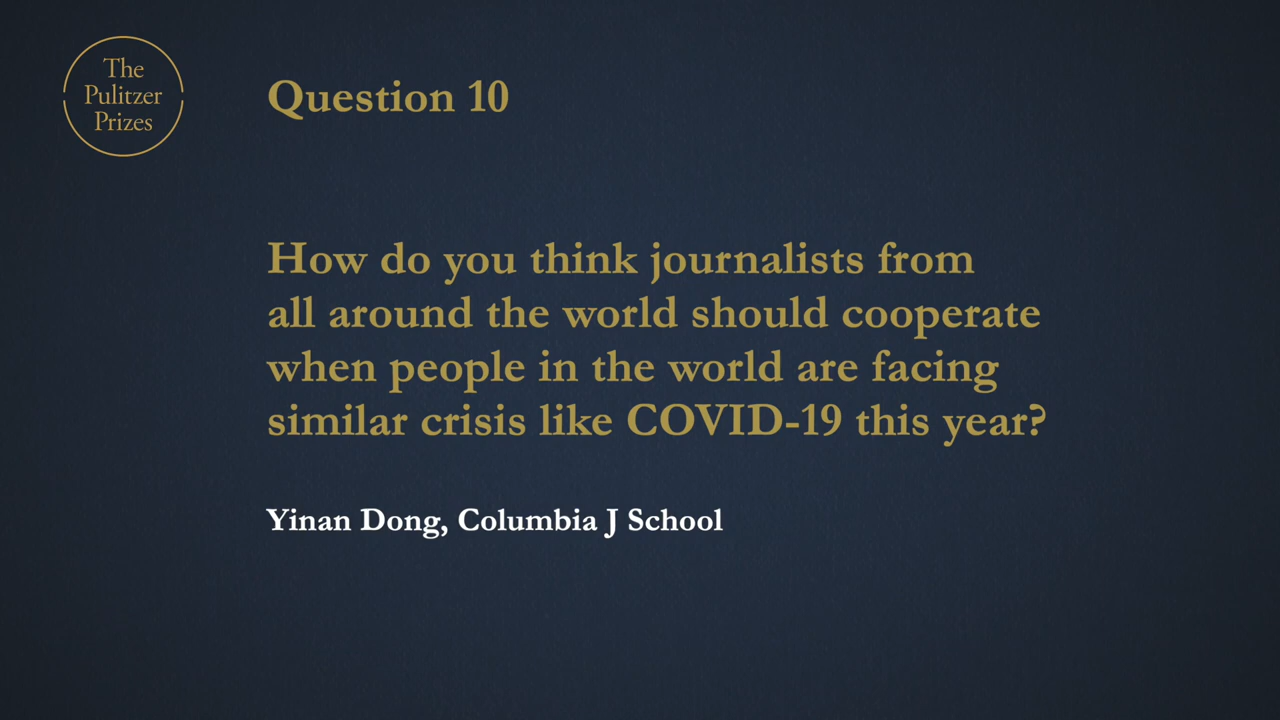 The
Pulitzer
Prizes
Question 10
How do you think journalists from
all around the world should cooperate
when people in the world are facing
similar crisis like COVID-19 this year?
Yinan Dong, Columbia J School